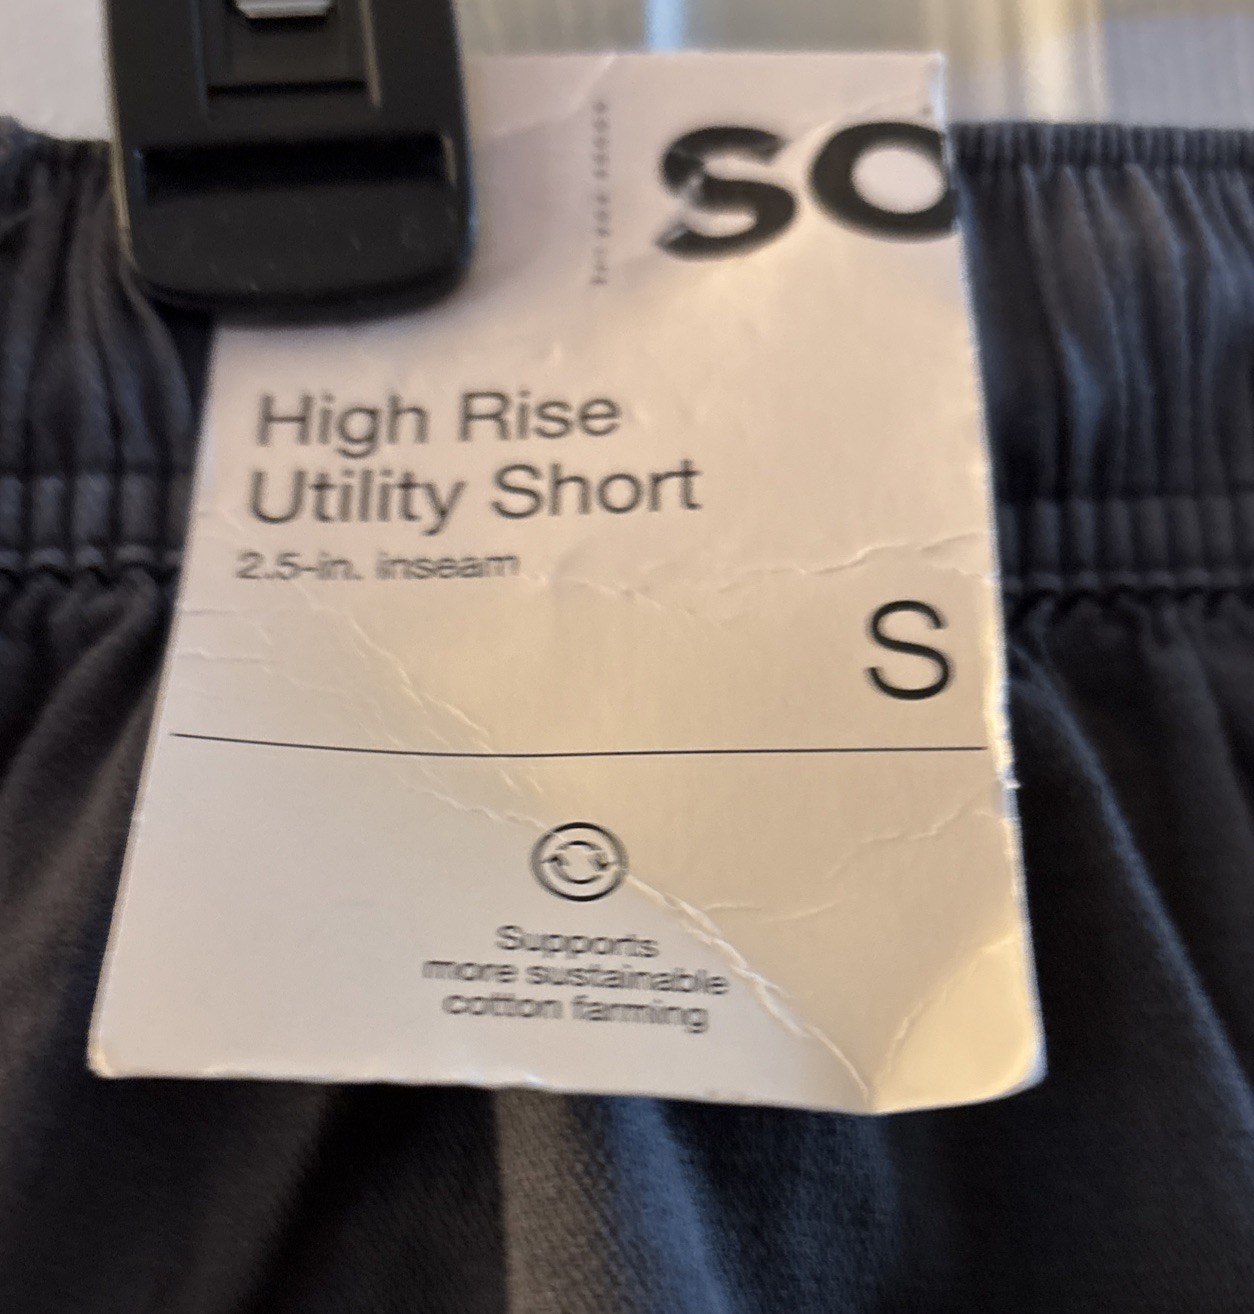 SO
High Rise
Utility Short
2.5-in. inseam
S
Supports
more sustainable
cotton farming